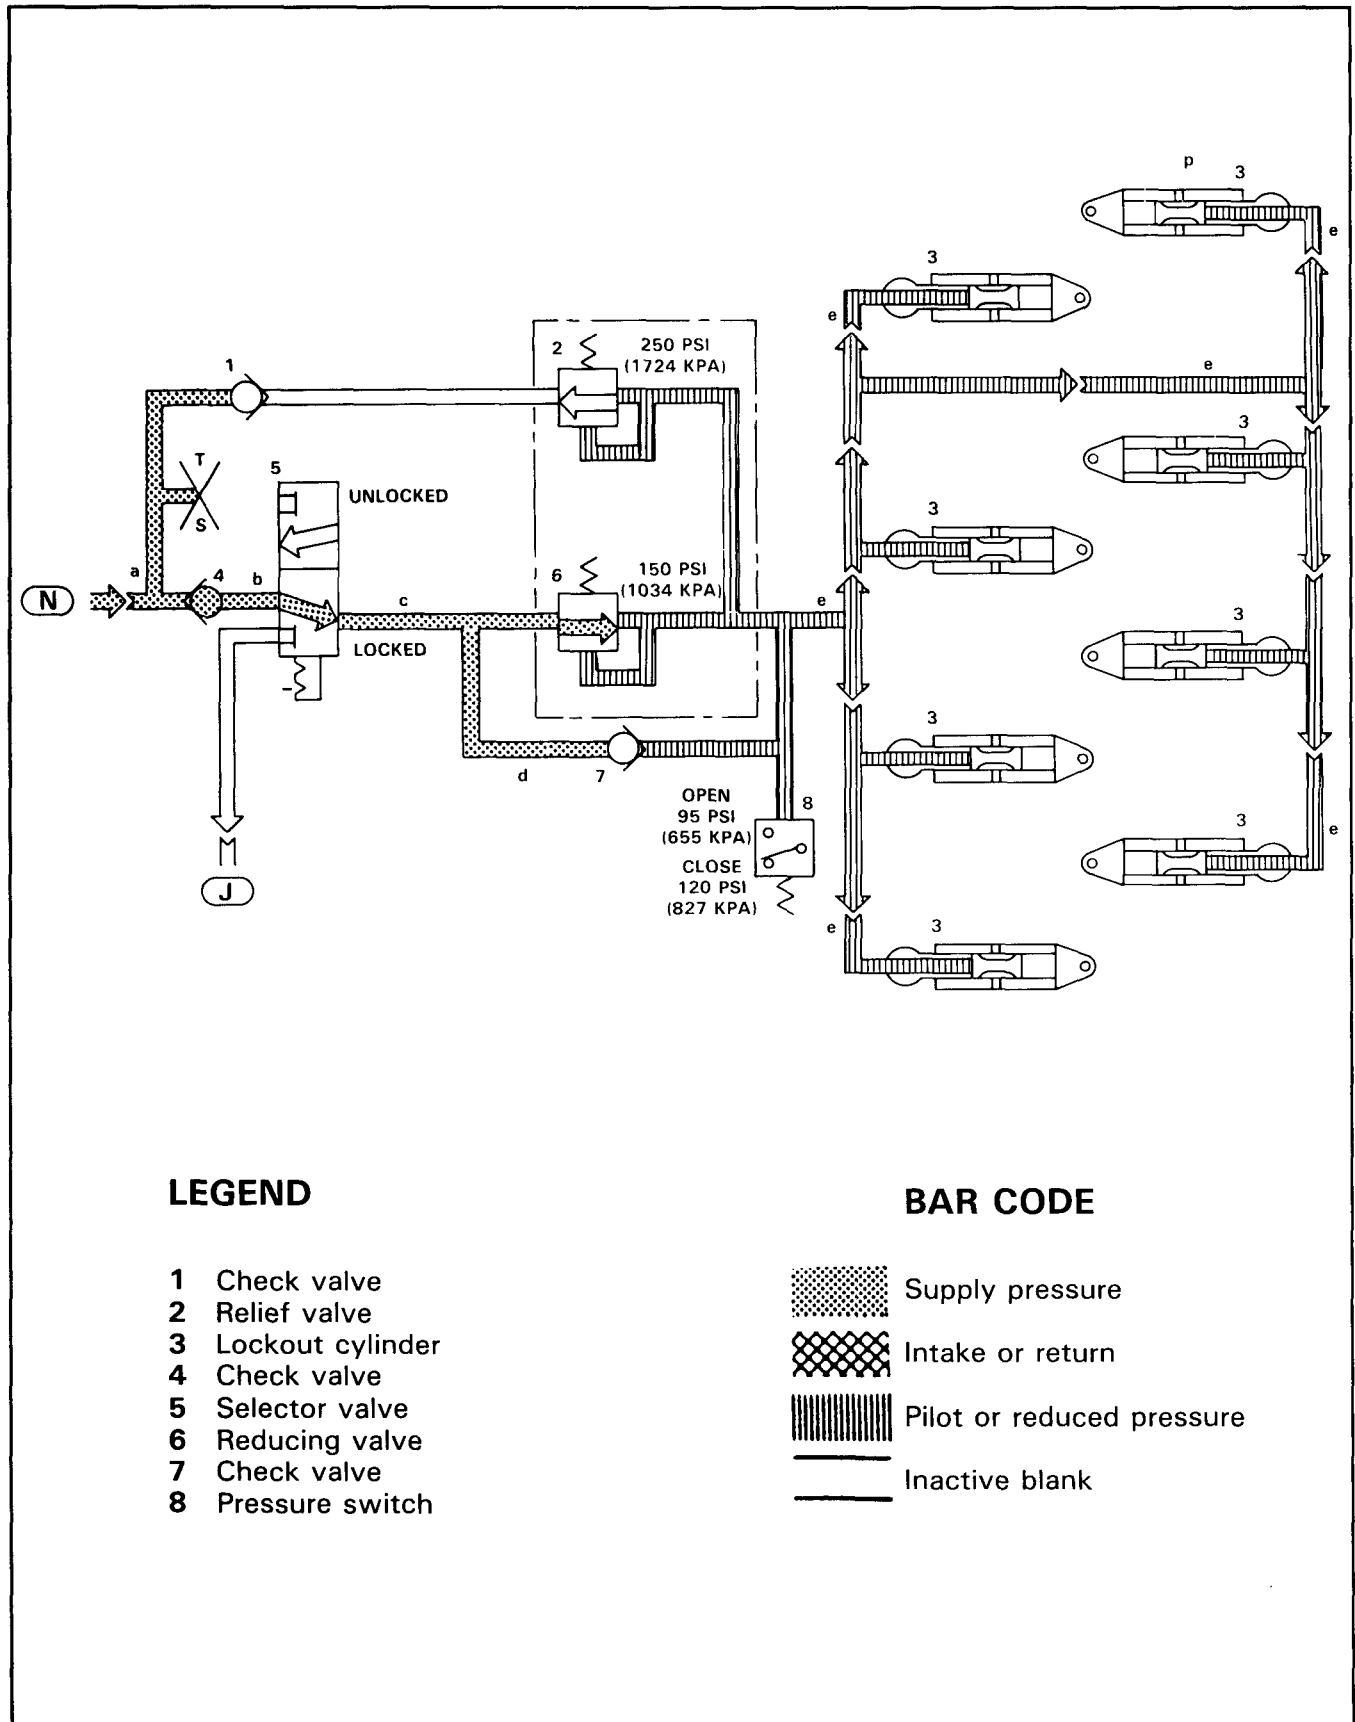 p
3
e
3
e
1
2
250 PSI
(1724 KPA)
e
T
S
5
UNLOCKED
3
3
a
4
b
N
c
LOCKED
6
150 PSI
(1034 KPA)
e
3
3
d
7
OPEN
95 PSI
(655 KPA)
8
CLOSE
120 PSI
(827 KPA)
J
3
e
e
3
LEGEND
1 Check valve
2 Relief valve
3 Lockout cylinder
4 Check valve
5 Selector valve
6 Reducing valve
7 Check valve
8 Pressure switch
BAR CODE
Supply pressure
Intake or return
Pilot or reduced pressure
Inactive blank